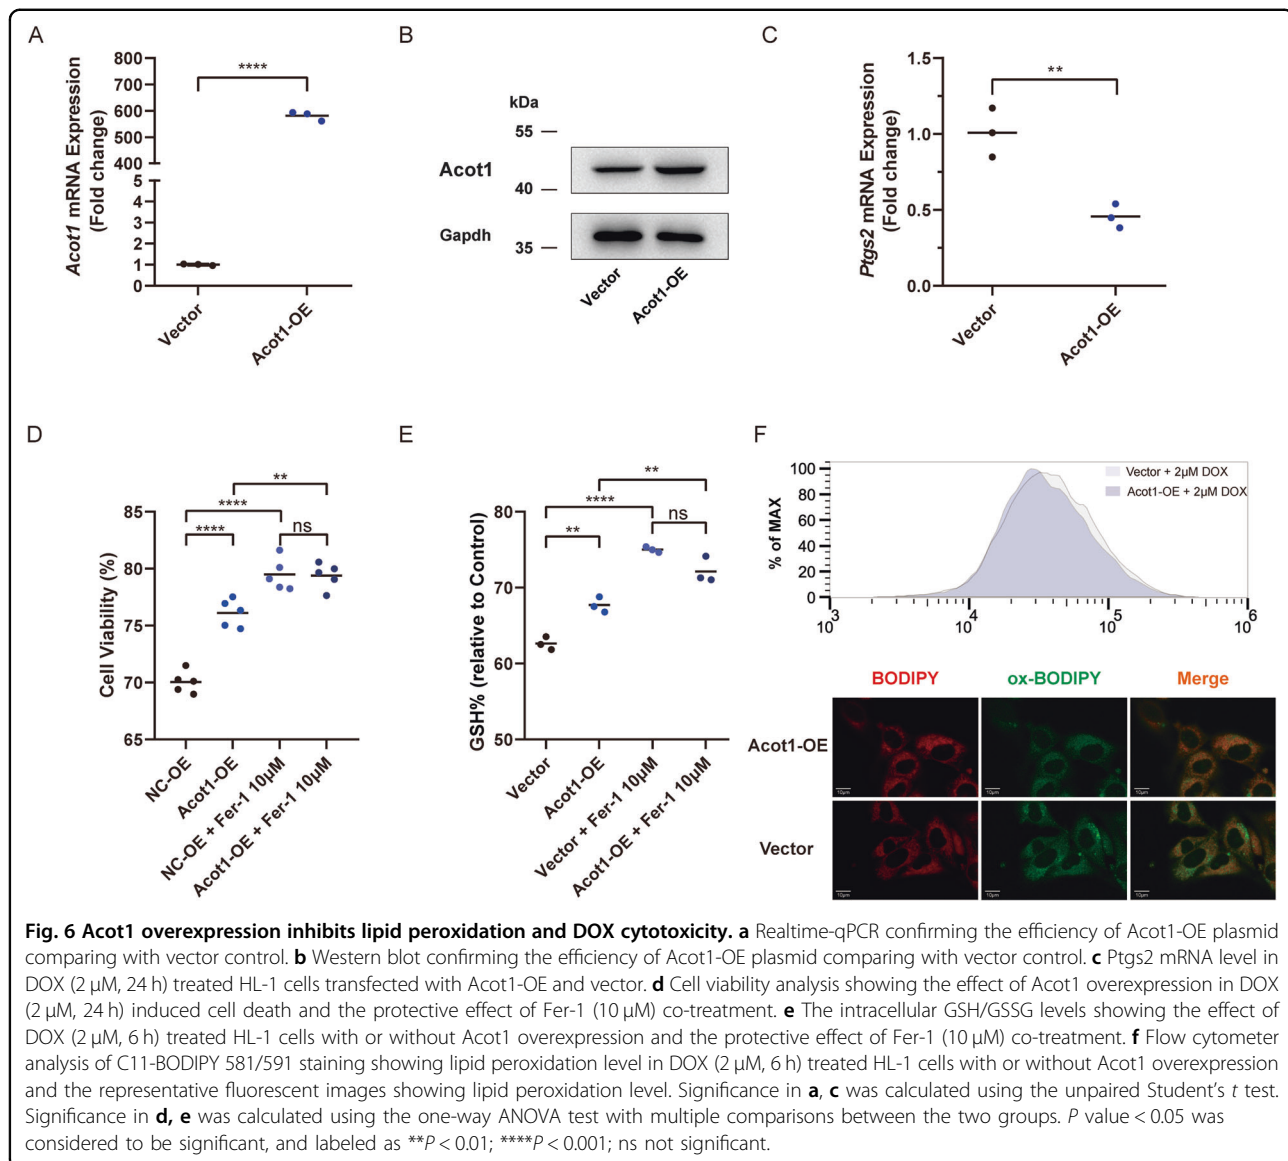 A
Acot1 mRNA Expression
(Fold change)
800
700
600
500
400
5
4
3
2
1
0
****
Vector
Acot1-OE
B
kDa
55
Acot1
40
Gapdh
35
Vector
Acot1-OE
C
Ptgs2 mRNA Expression
(Fold change)
1.5
1.0
0.5
0.0
**
Vector
Acot1-OE
D
Cell Viability (%)
85
80
75
70
65
**
****
****
ns
NC-OE
Acot1-OE
NC-OE + Fer-1 10μM
Acot1-OE + Fer-1 10μM
E
GSH% (relative to Control)
80
70
60
50
**
****
**
ns
Vector
Acot1-OE
Vector + Fer-1 10μM
Acot1-OE + Fer-1 10μM
F
% of MAX
100
80
60
40
20
0
10³
10⁴
10⁵
10⁶
Vector + 2μM DOX
Acot1-OE + 2μM DOX
BODIPY
ox-BODIPY
Merge
Acot1-OE
10μm
10μm
10μm
Vector
10μm
10μm
10μm
Fig. 6 Acot1 overexpression inhibits lipid peroxidation and DOX cytotoxicity. a Realtime-qPCR confirming the efficiency of Acot1-OE plasmid
comparing with vector control. b Western blot confirming the efficiency of Acot1-OE plasmid comparing with vector control. c Ptgs2 mRNA level in
DOX (2 μM, 24 h) treated HL-1 cells transfected with Acot1-OE and vector. d Cell viability analysis showing the effect of Acot1 overexpression in DOX
(2 μM, 24 h) induced cell death and the protective effect of Fer-1 (10 μM) co-treatment. e The intracellular GSH/GSSG levels showing the effect of
DOX (2 μM, 6 h) treated HL-1 cells with or without Acot1 overexpression and the protective effect of Fer-1 (10 μM) co-treatment. f Flow cytometer
analysis of C11-BODIPY 581/591 staining showing lipid peroxidation level in DOX (2 μM, 6 h) treated HL-1 cells with or without Acot1 overexpression
and the representative fluorescent images showing lipid peroxidation level. Significance in a, c was calculated using the unpaired Student's t test.
Significance in d, e was calculated using the one-way ANOVA test with multiple comparisons between the two groups. P value < 0.05 was
considered to be significant, and labeled as **P < 0.01; ****P < 0.001; ns not significant.